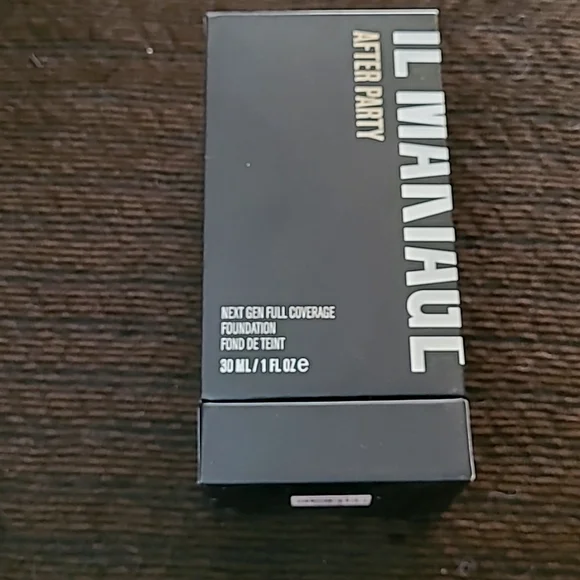 IL MAKIAGE
AFTER PARTY
NEXT GEN FULL COVERAGE
FOUNDATION
FOND DE TEINT
30 ML / 1 FL OZ e